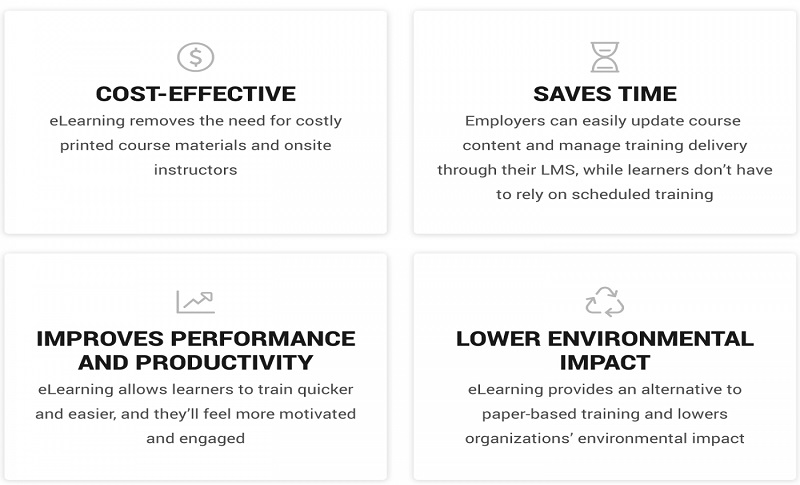 COST-EFFECTIVE
eLearning removes the need for costly
printed course materials and onsite
instructors
SAVES TIME
Employers can easily update course
content and manage training delivery
through their LMS, while learners don't have
to rely on scheduled training
IMPROVES PERFORMANCE
AND PRODUCTIVITY
eLearning allows learners to train quicker
and easier, and they'll feel more motivated
and engaged
LOWER ENVIRONMENTAL
IMPACT
eLearning provides an alternative to
paper-based training and lowers
organizations' environmental impact